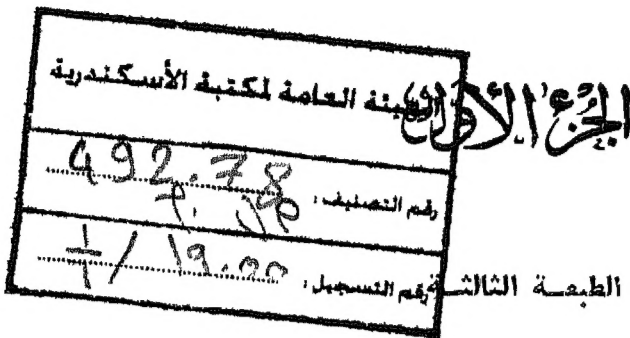 الجزء الأول
الهيئة العامة لمكتبة الأسكندرية
رقم التصنيف: 492.78
الطبعة الثالثة
رقم التسجيل: